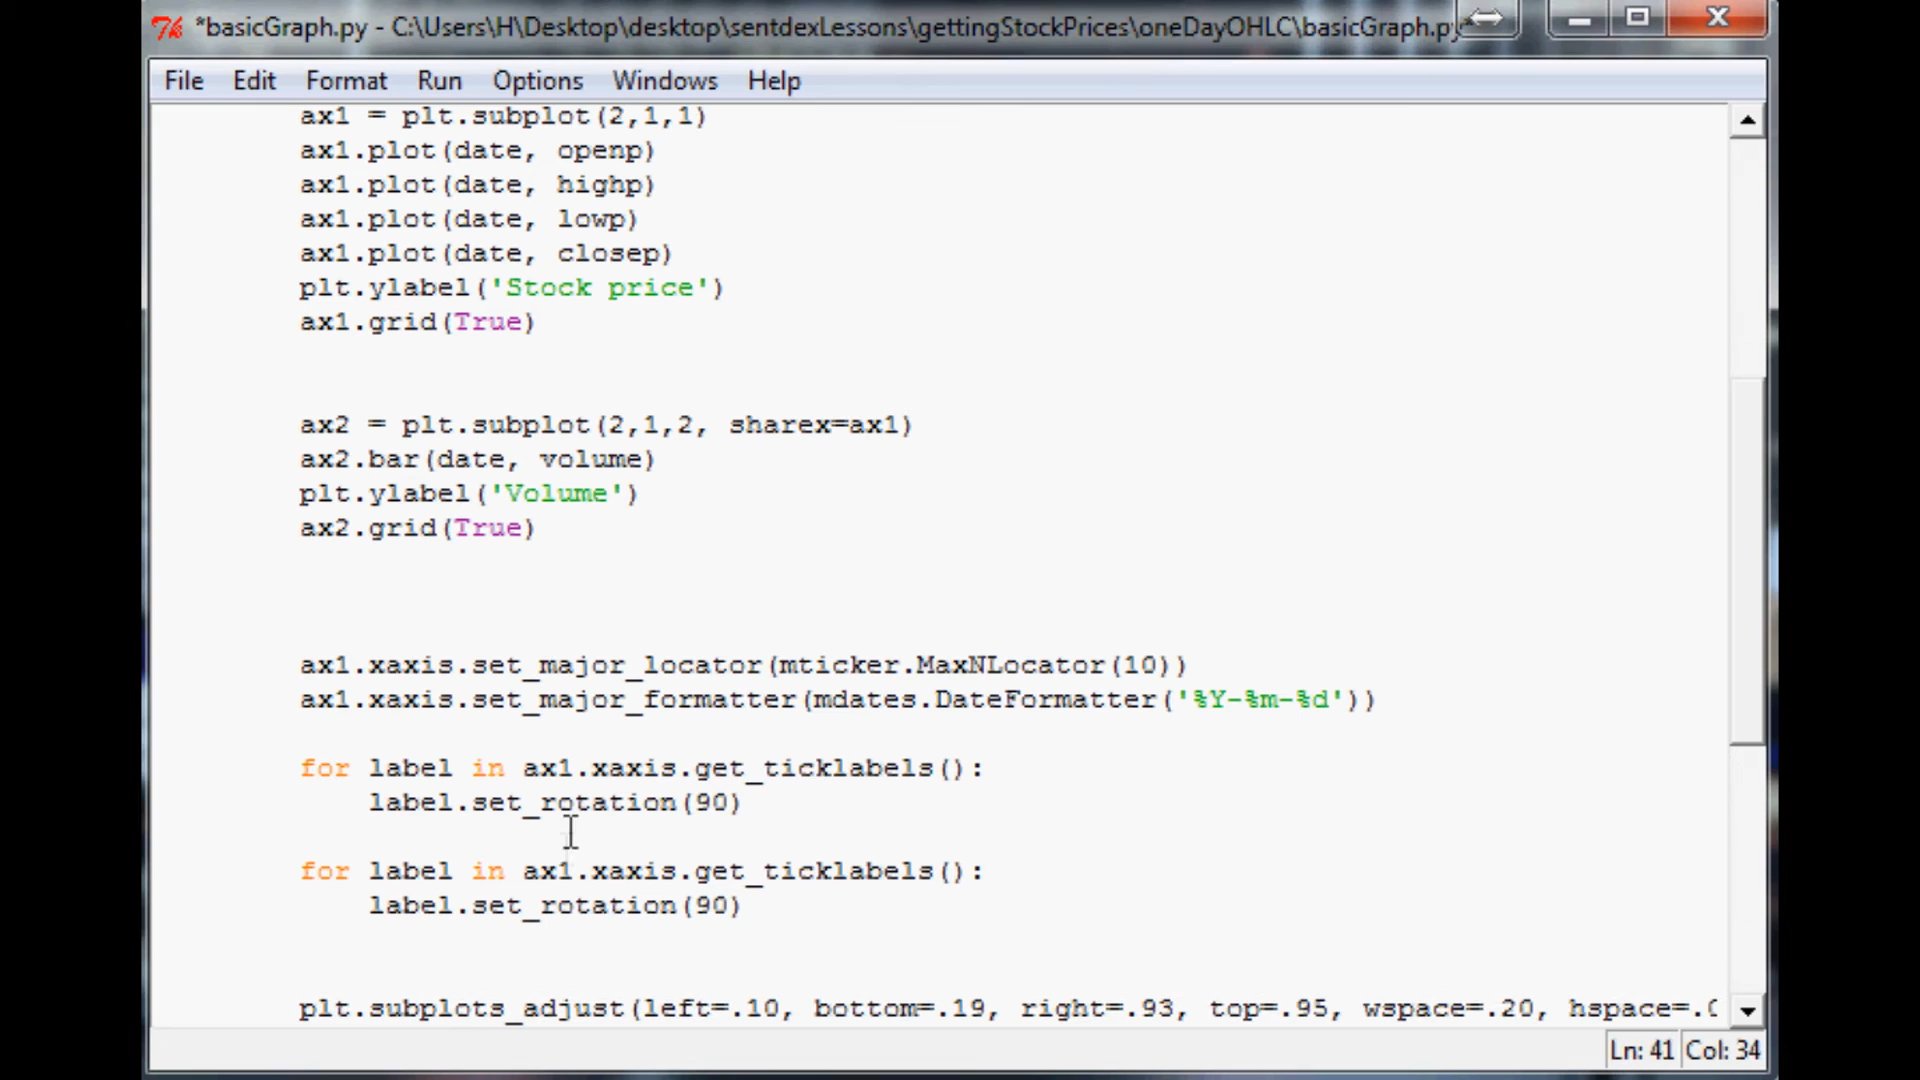 *basicGraph.py - C:\Users\H\Desktop\desktop\sentdexLessons\gettingStockPrices\oneDayOHLC\basicGraph.py*
File Edit Format Run Options Windows Help
ax1 = plt.subplot(2,1,1)
ax1.plot(date, openp)
ax1.plot(date, highp)
ax1.plot(date, lowp)
ax1.plot(date, closep)
plt.ylabel('Stock price')
ax1.grid(True)
ax2 = plt.subplot(2,1,2, sharex=ax1)
ax2.bar(date, volume)
plt.ylabel('Volume')
ax2.grid(True)
ax1.xaxis.set_major_locator(mticker.MaxNLocator(10))
ax1.xaxis.set_major_formatter(mdates.DateFormatter('%Y-%m-%d'))
for label in ax1.xaxis.get_ticklabels():
label.set_rotation(90)
for label in ax1.xaxis.get_ticklabels():
label.set_rotation(90)
plt.subplots_adjust(left=.10, bottom=.19, right=.93, top=.95, wspace=.20, hspace=.0
Ln: 41 Col: 34